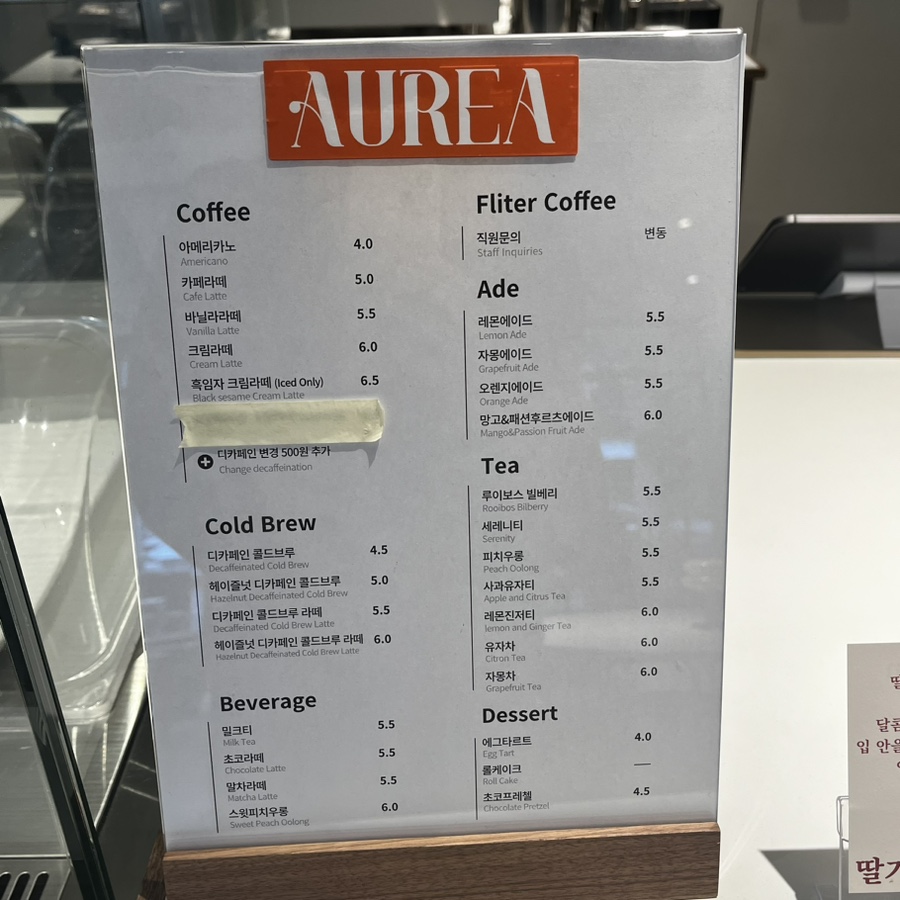 AUREA
Coffee
아메리카노 4.0
Americano
카페라떼 5.0
Cafe Latte
바닐라라떼 5.5
Vanilla Latte
크림라떼 6.0
Cream Latte
흑임자 크림라떼 (Iced Only) 6.5
Black sesame Cream Latte
디카페인 변경 500원 추가
Change decaffeination
Cold Brew
디카페인 콜드브루 4.5
Decaffeinated Cold Brew
헤이즐넛 디카페인 콜드브루 5.0
Hazelnut Decaffeinated Cold Brew
디카페인 콜드브루 라떼 5.5
Decaffeinated Cold Brew Latte
헤이즐넛 디카페인 콜드브루 라떼 6.0
Hazelnut Decaffeinated Cold Brew Latte
Beverage
밀크티 5.5
Milk Tea
초코라떼 5.5
Chocolate Latte
말차라떼 5.5
Matcha Latte
스윗피치우롱 6.0
Sweet Peach Oolong
Fliter Coffee
직원문의 변동
Staff Inquiries
Ade
레몬에이드 5.5
Lemon Ade
자몽에이드 5.5
Grapefruit Ade
오렌지에이드 5.5
Orange Ade
망고&패션후르츠에이드 6.0
Mango&Passion Fruit Ade
Tea
루이보스 빌베리 5.5
Rooibos Bilberry
세레니티 5.5
Serenity
피치우롱 5.5
Peach Oolong
사과유자티 5.5
Apple and Citrus Tea
레몬진저티 6.0
lemon and Ginger Tea
유자차 6.0
Citron Tea
자몽차 6.0
Grapefruit Tea
Dessert
에그타르트 4.0
Egg Tart
롤케이크 —
Roll Cake
초코프레첼 4.5
Chocolate Pretzel
달콤
입 안을